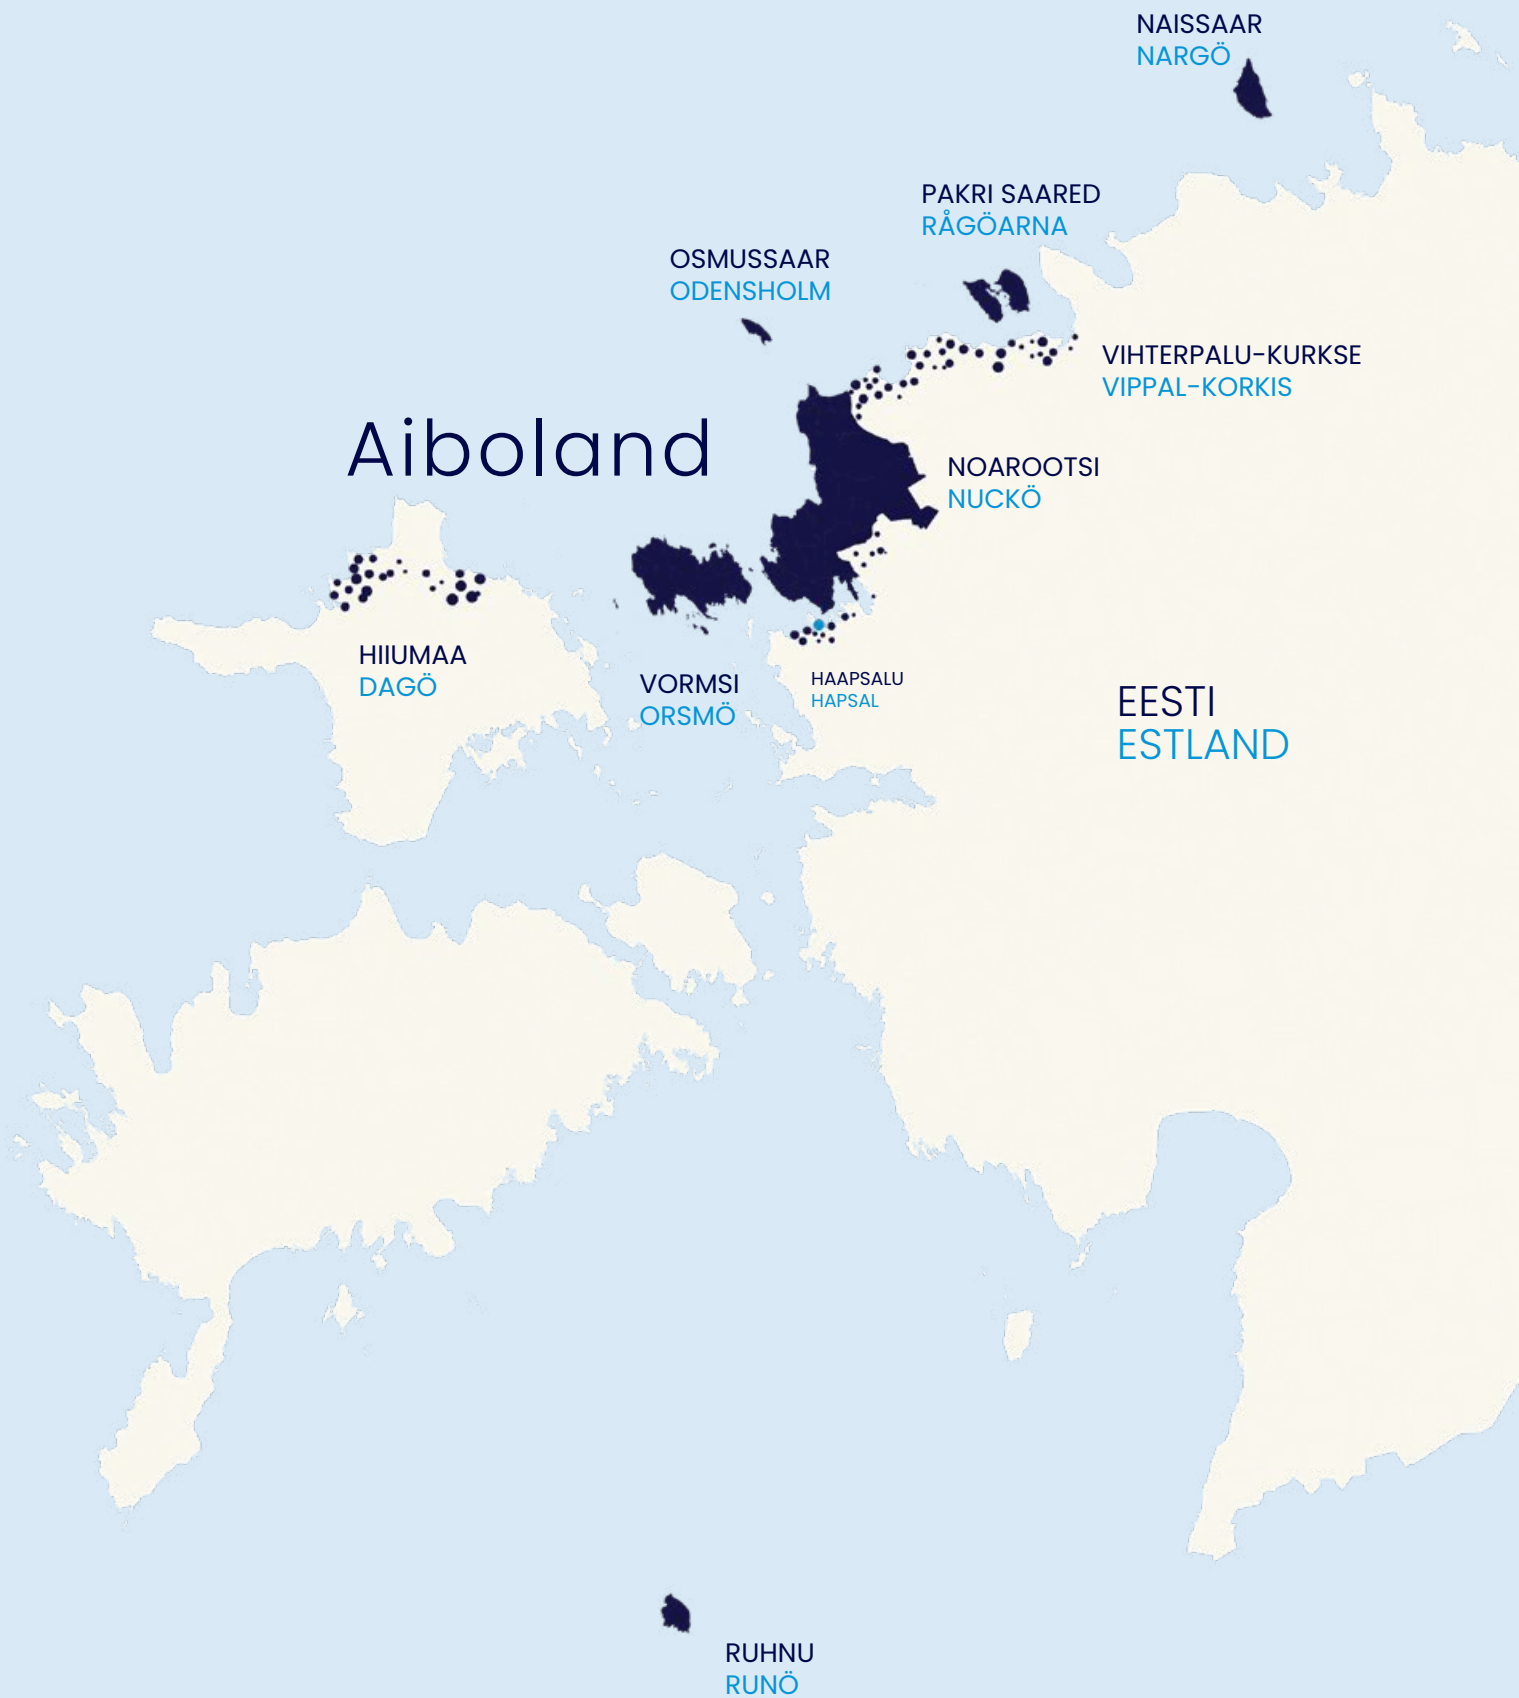 NAISSAAR
NARGÖ
PAKRI SAARED
RÅGÖARNA
OSMUSSAAR
ODENSHOLM
VIHTERPALU-KURKSE
VIPPAL-KORKIS
Aiboland
NOAROOTSI
NUCKÖ
HIIUMAA
DAGÖ
VORMSI
ORSMÖ
HAAPSALU
HAPSAL
EESTI
ESTLAND
RUHNU
RUNÖ